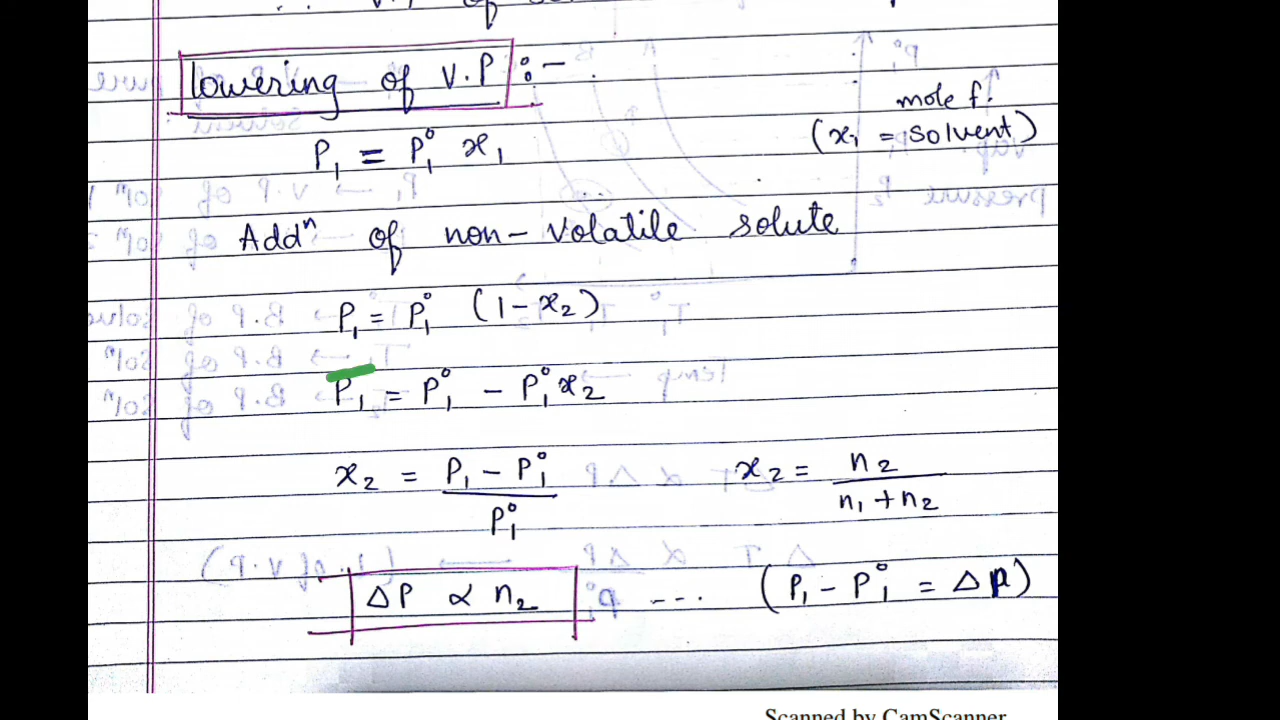 lowering of V.P :-
mole f.
(x₁ = solvent)
P₁ = P₁° x₁
Addⁿ of non-volatile solute
P₁ = P₁° (1-x₂)
P₁ = P₁° - P₁° x₂
x₂ = P₁ - P₁° / P₁°
x₂ = n₂ / n₁ + n₂
ΔP ∝ n₂ ---- (P₁ - P₁° = ΔP)
Scanned by CamScanner